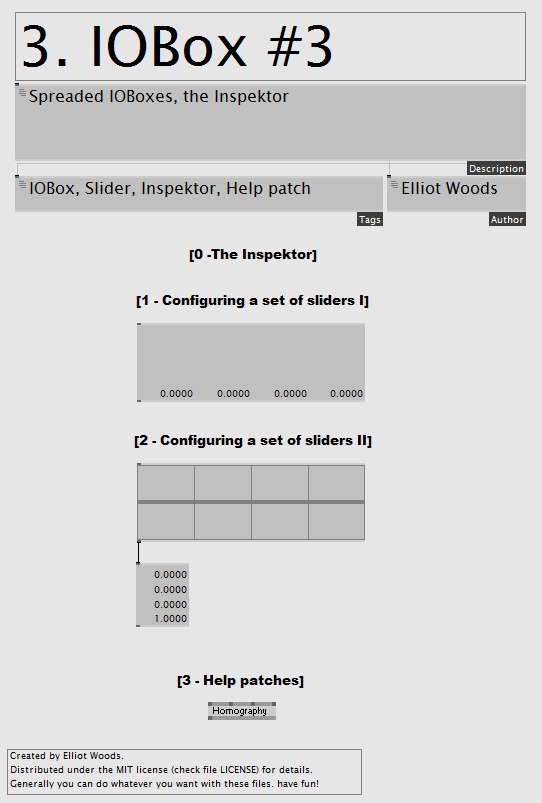 3. IOBox #3
Spreaded IOBoxes, the Inspektor
Description
IOBox, Slider, Inspektor, Help patch
Elliot Woods
Tags
Author
[0 -The Inspektor]
[1 - Configuring a set of sliders I]
0.0000 0.0000 0.0000 0.0000
[2 - Configuring a set of sliders II]
0.0000
0.0000
0.0000
1.0000
[3 - Help patches]
Homography
Created by Elliot Woods.
Distributed under the MIT license (check file LICENSE) for details.
Generally you can do whatever you want with these files. have fun!